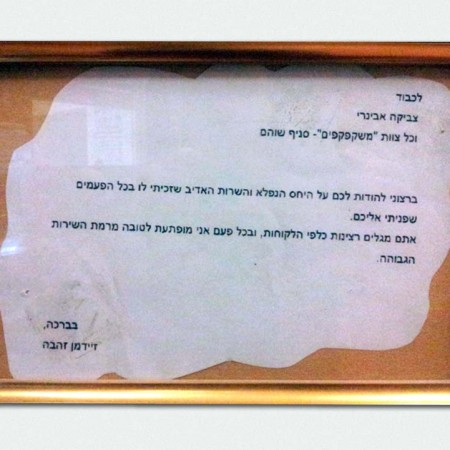 לכבוד
צביקה אבינרי
וכל צוות "משקפקפים"- סניף שוהם
ברצוני להודות לכם על היחס הנפלא והשרות האדיב שזכיתי לו בכל הפעמים
שפניתי אליכם.
אתם מגלים רצינות כלפי הלקוחות, ובכל פעם אני מופתעת לטובה מרמת השירות
הגבוהה.
בברכה,
זיידמן זהבה